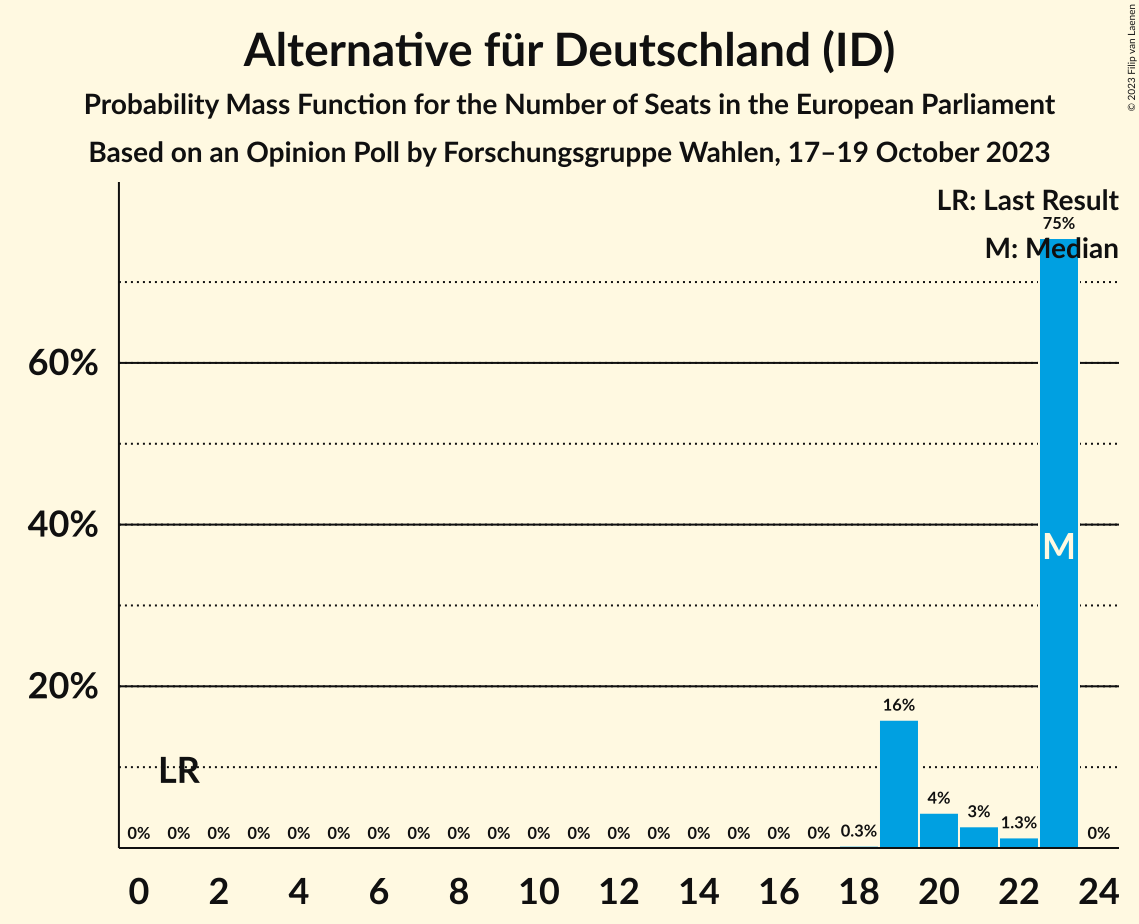 Alternative für Deutschland (ID)
Probability Mass Function for the Number of Seats in the European Parliament
Based on an Opinion Poll by Forschungsgruppe Wahlen, 17–19 October 2023
© 2023 Filip van Laenen
LR: Last Result
75%
M: Median
60%
40%
M
20%
16%
LR
4%
3%
0% 0% 0% 0% 0% 0% 0% 0% 0% 0% 0% 0% 0% 0% 0% 0% 0% 0% 0.3% 1.3% 0%
0 2 4 6 8 10 12 14 16 18 20 22 24